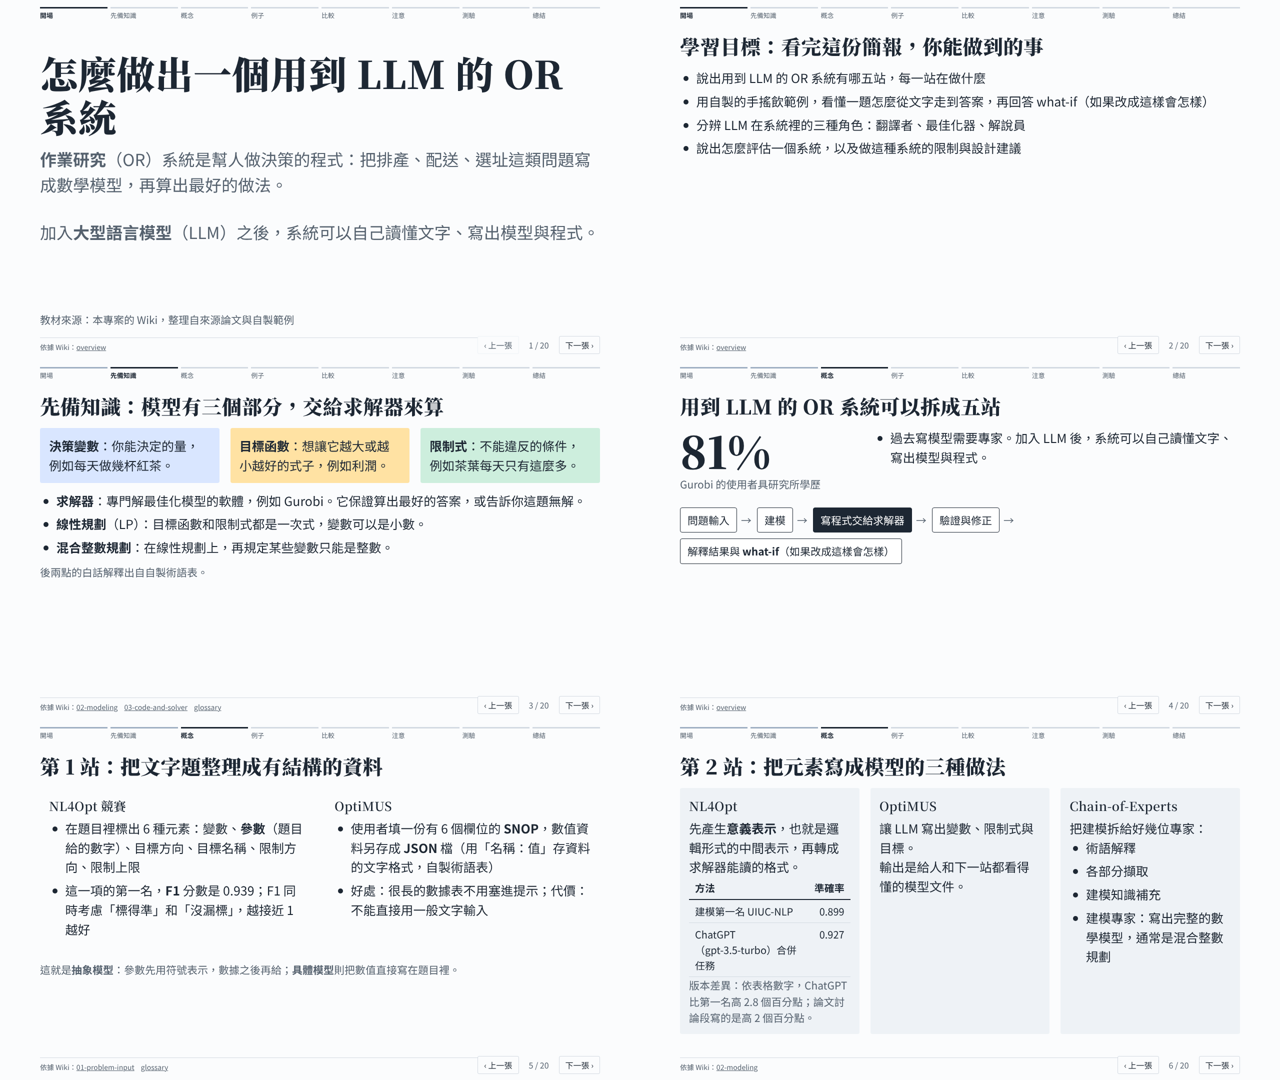 開場 先備知識 概念 例子 比較 注意 測驗 總結
怎麼做出一個用到 LLM 的 OR
系統
作業研究（OR）系統是幫人做決策的程式：把排產、配送、選址這類問題寫
成數學模型，再算出最好的做法。
加入大型語言模型（LLM）之後，系統可以自己讀懂文字、寫出模型與程式。
教材來源：本專案的 Wiki，整理自來源論文與自製範例
依據 Wiki：overview
‹ 上一張 1 / 20 下一張 ›
開場 先備知識 概念 例子 比較 注意 測驗 總結
學習目標：看完這份簡報，你能做到的事
• 說出用到 LLM 的 OR 系統有哪五站，每一站在做什麼
• 用自製的手搖飲範例，看懂一題怎麼從文字走到答案，再回答 what-if（如果改成這樣會怎樣）
• 分辨 LLM 在系統裡的三種角色：翻譯者、最佳化器、解說員
• 說出怎麼評估一個系統，以及做這種系統的限制與設計建議
依據 Wiki：overview
‹ 上一張 2 / 20 下一張 ›
開場 先備知識 概念 例子 比較 注意 測驗 總結
先備知識：模型有三個部分，交給求解器來算
決策變數：你能決定的量，
例如每天做幾杯紅茶。
目標函數：想讓它越大或越
小越好的式子，例如利潤。
限制式：不能違反的條件，
例如茶葉每天只有這麼多。
• 求解器：專門解最佳化模型的軟體，例如 Gurobi。它保證算出最好的答案，或告訴你這題無解。
• 線性規劃（LP）：目標函數和限制式都是一次式，變數可以是小數。
• 混合整數規劃：在線性規劃上，再規定某些變數只能是整數。
後兩點的白話解釋出自自製術語表。
依據 Wiki：02-modeling 03-code-and-solver glossary
‹ 上一張 3 / 20 下一張 ›
開場 先備知識 概念 例子 比較 注意 測驗 總結
用到 LLM 的 OR 系統可以拆成五站
81%
Gurobi 的使用者具研究所學歷
• 過去寫模型需要專家。加入 LLM 後，系統可以自己讀懂文字、
寫出模型與程式。
問題輸入 → 建模 → 寫程式交給求解器 → 驗證與修正 →
解釋結果與 what-if（如果改成這樣會怎樣）
依據 Wiki：overview
‹ 上一張 4 / 20 下一張 ›
開場 先備知識 概念 例子 比較 注意 測驗 總結
第 1 站：把文字題整理成有結構的資料
NL4Opt 競賽
• 在題目裡標出 6 種元素：變數、參數（題目
給的數字）、目標方向、目標名稱、限制方
向、限制上限
• 這一項的第一名，F1 分數是 0.939；F1 同
時考慮「標得準」和「沒漏標」，越接近 1
越好
OptiMUS
• 使用者填一份有 6 個欄位的 SNOP，數值資
料另存成 JSON 檔（用「名稱：值」存資料
的文字格式，自製術語表）
• 好處：很長的數據表不用塞進提示；代價：
不能直接用一般文字輸入
這就是抽象模型：參數先用符號表示，數據之後再給；具體模型則把數值直接寫在題目裡。
依據 Wiki：01-problem-input glossary
‹ 上一張 5 / 20 下一張 ›
開場 先備知識 概念 例子 比較 注意 測驗 總結
第 2 站：把元素寫成模型的三種做法
NL4Opt
先產生意義表示，也就是邏
輯形式的中間表示，再轉成
求解器能讀的格式。
方法 準確率
建模第一名 UIUC-NLP 0.899
ChatGPT 0.927
（gpt-3.5-turbo）合併
任務
版本差異：依表格數字，ChatGPT
比第一名高 2.8 個百分點；論文討
論段寫的是高 2 個百分點。
OptiMUS
讓 LLM 寫出變數、限制式與
目標。
輸出是給人和下一站都看得
懂的模型文件。
Chain-of-Experts
把建模拆給好幾位專家：
• 術語解釋
• 各部分擷取
• 建模知識補充
• 建模專家：寫出完整的數
學模型，通常是混合整數
規劃
依據 Wiki：02-modeling
‹ 上一張 6 / 20 下一張 ›